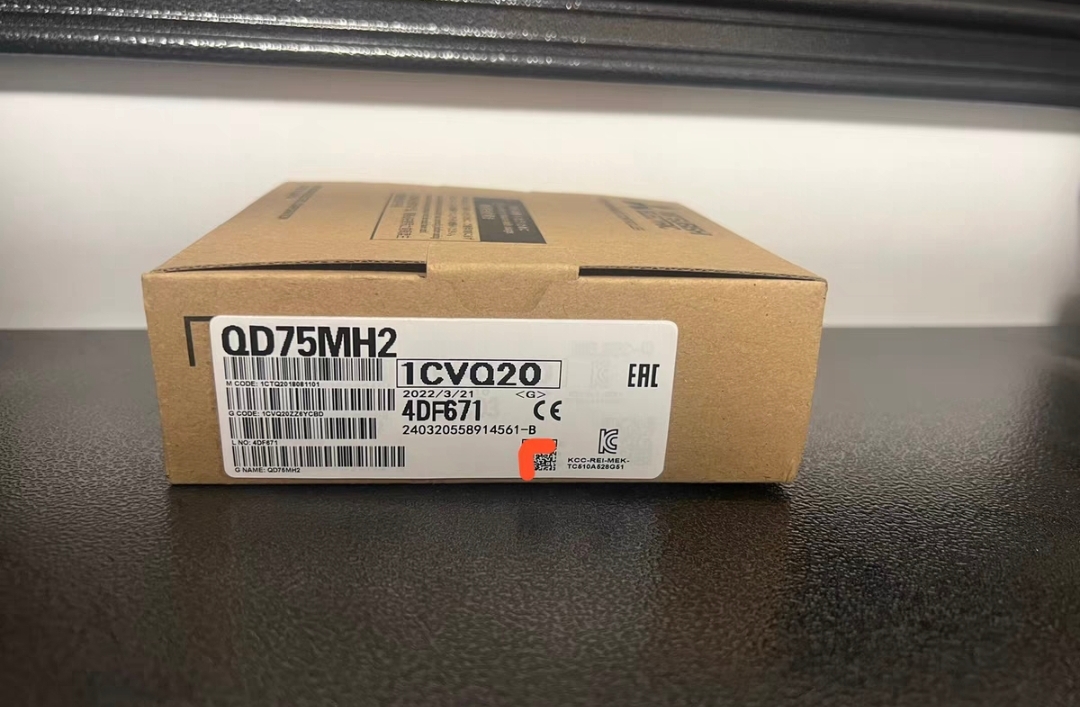 QD75MH2
M CODE: 1CTQ2018081101
1CVQ20
2022/3/21 <G>
G CODE: 1CVQ20ZZ6YCBD
4DF671
240320558914561-B
L NO: 4DF671
G NAME: QD75MH2
EAC
CE
KCC-REI-MEK-
TC510A528G51